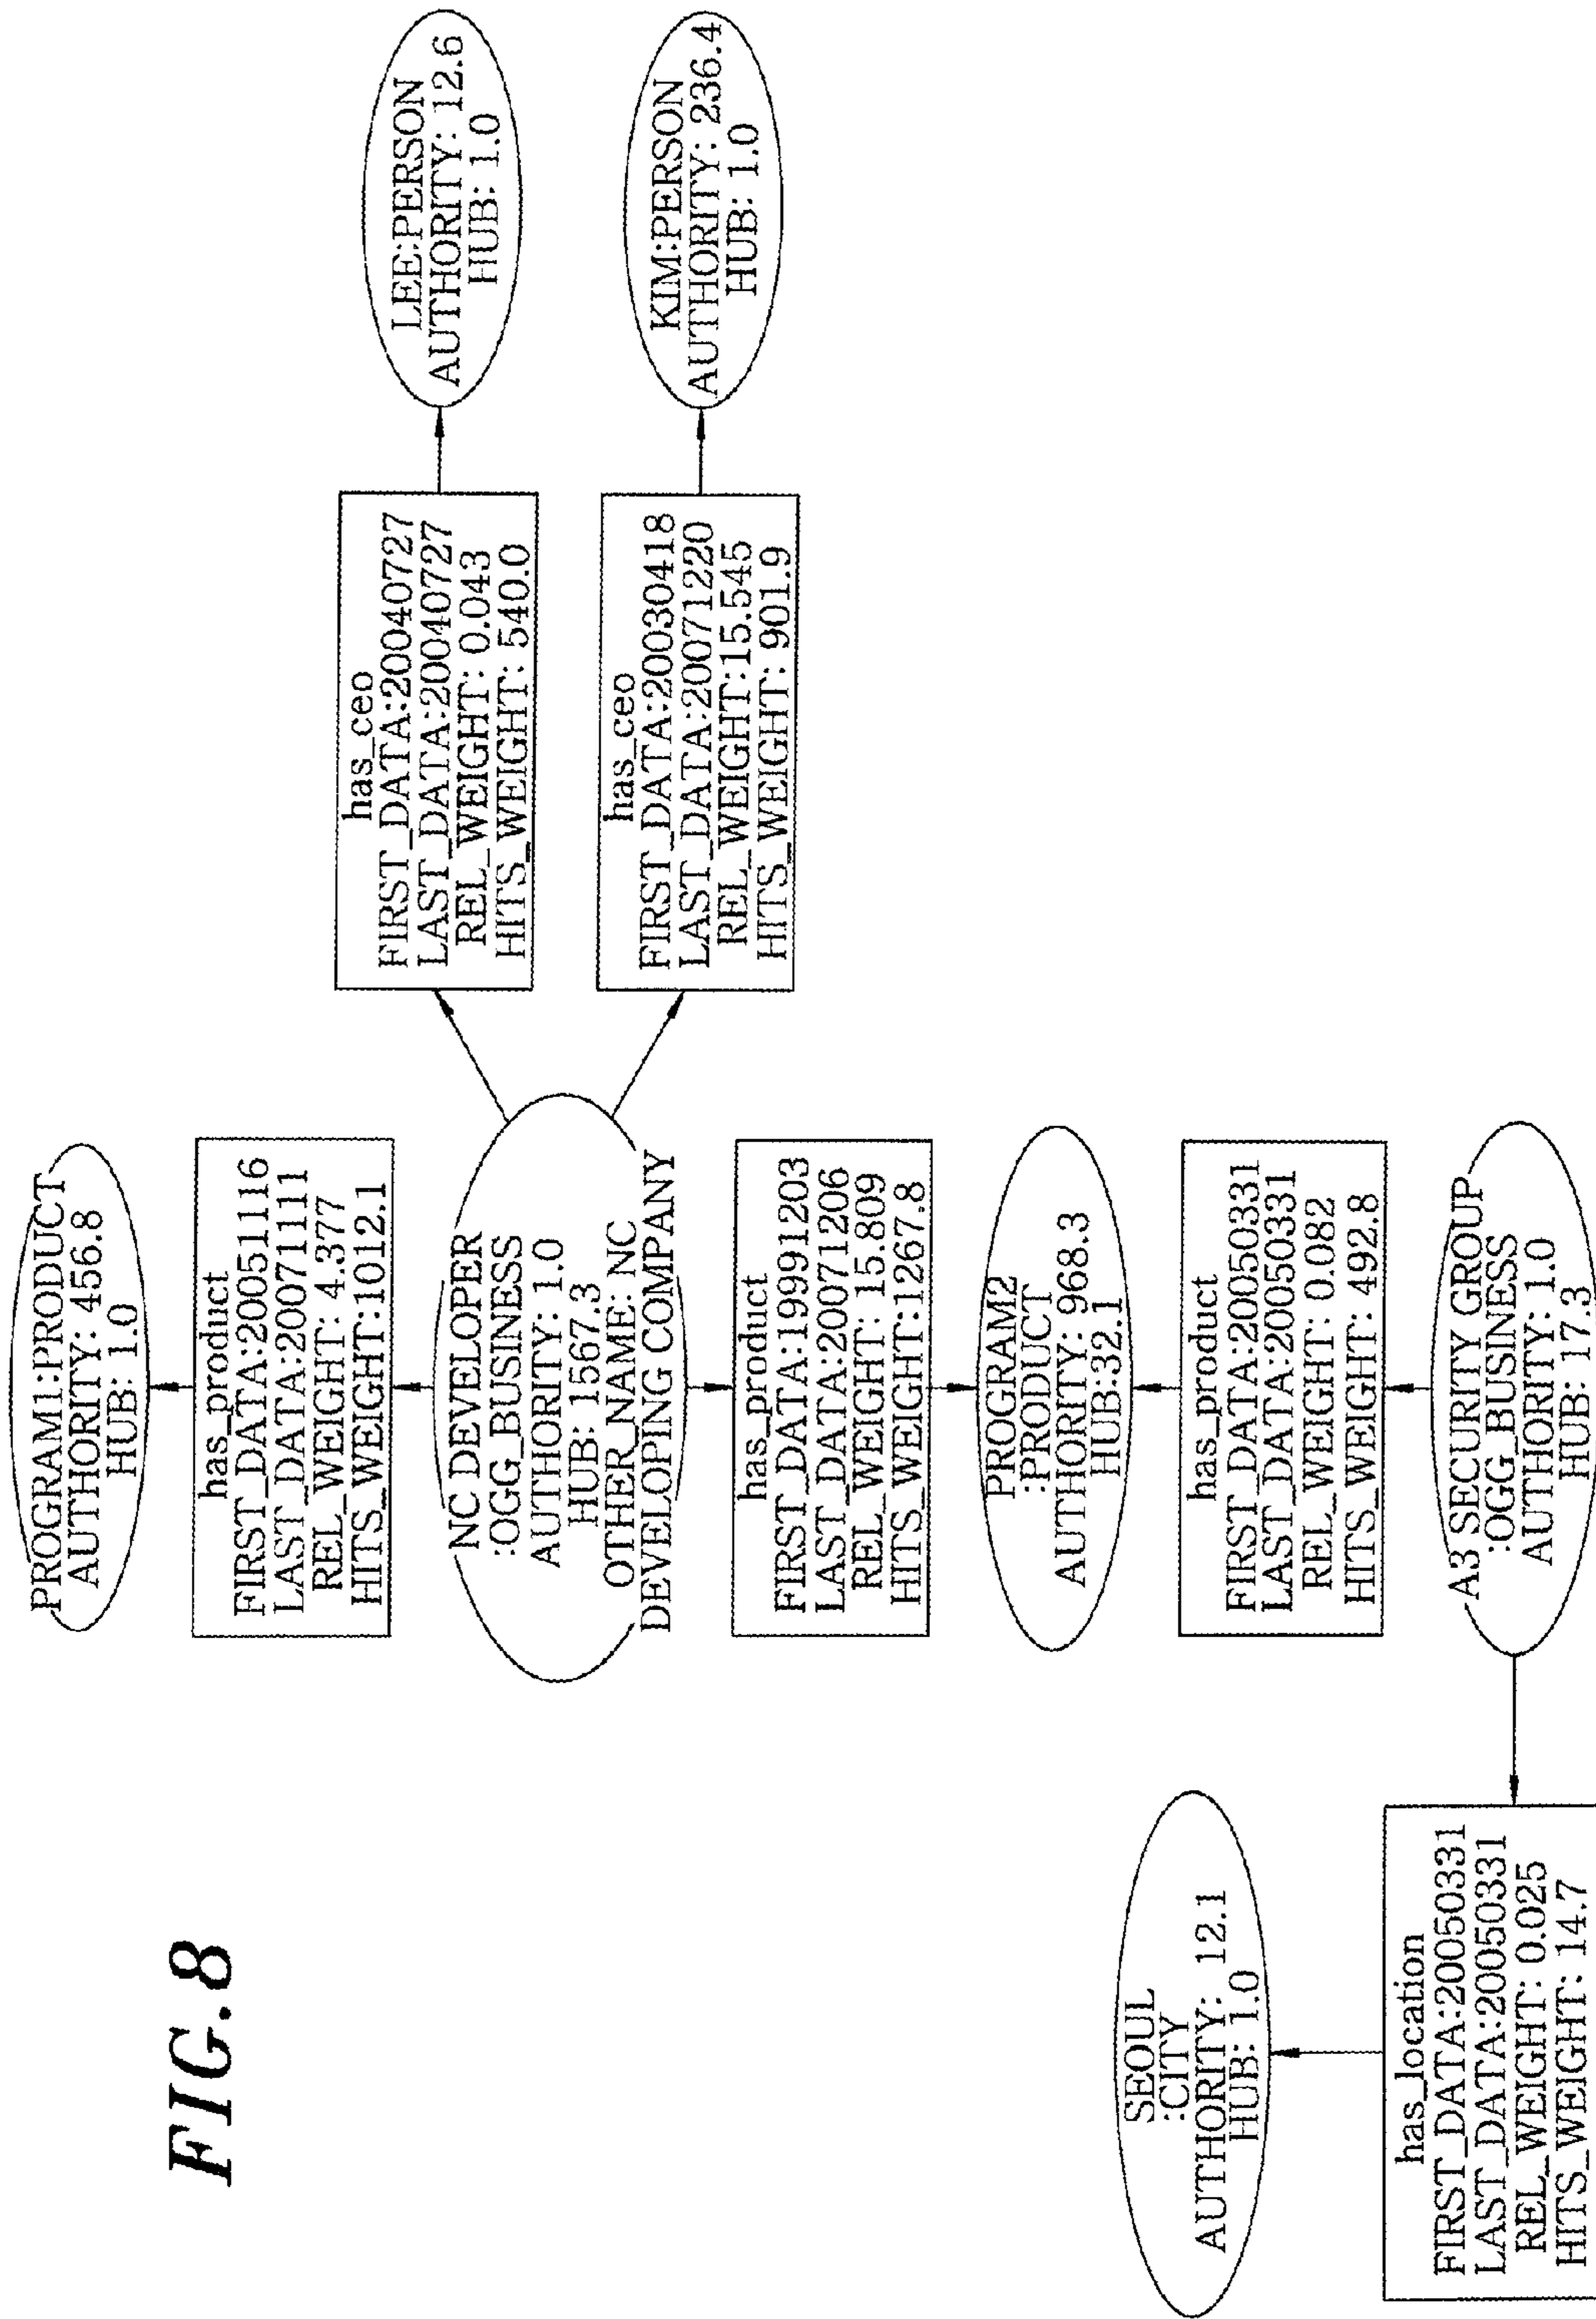 FIG.8
PROGRAM1:PRODUCT
AUTHORITY: 456.8
HUB: 1.0
has_product
FIRST_DATA:20051116
LAST_DATA:20071111
REL_WEIGHT: 4.377
HITS_WEIGHT:1012.1
NC DEVELOPER
:OGG_BUSINESS
AUTHORITY: 1.0
HUB: 1567.3
OTHER_NAME: NC
DEVELOPING COMPANY
has_ceo
FIRST_DATA:20040727
LAST_DATA:20040727
REL_WEIGHT: 0.043
HITS_WEIGHT: 540.0
LEE:PERSON
AUTHORITY: 12.6
HUB: 1.0
has_ceo
FIRST_DATA:20030418
LAST_DATA:20071220
REL_WEIGHT:15.545
HITS_WEIGHT: 901.9
KIM:PERSON
AUTHORITY: 236.4
HUB: 1.0
has_product
FIRST_DATA:19991203
LAST_DATA:20071206
REL_WEIGHT: 15.809
HITS_WEIGHT:1267.8
PROGRAM2
:PRODUCT
AUTHORITY: 968.3
HUB:32.1
has_product
FIRST_DATA:20050331
LAST_DATA:20050331
REL_WEIGHT: 0.082
HITS_WEIGHT: 492.8
A3 SECURITY GROUP
:OGG_BUSINESS
AUTHORITY: 1.0
HUB: 17.3
SEOUL
:CITY
AUTHORITY: 12.1
HUB: 1.0
has_location
FIRST_DATA:20050331
LAST_DATA:20050331
REL_WEIGHT: 0.025
HITS_WEIGHT: 14.7